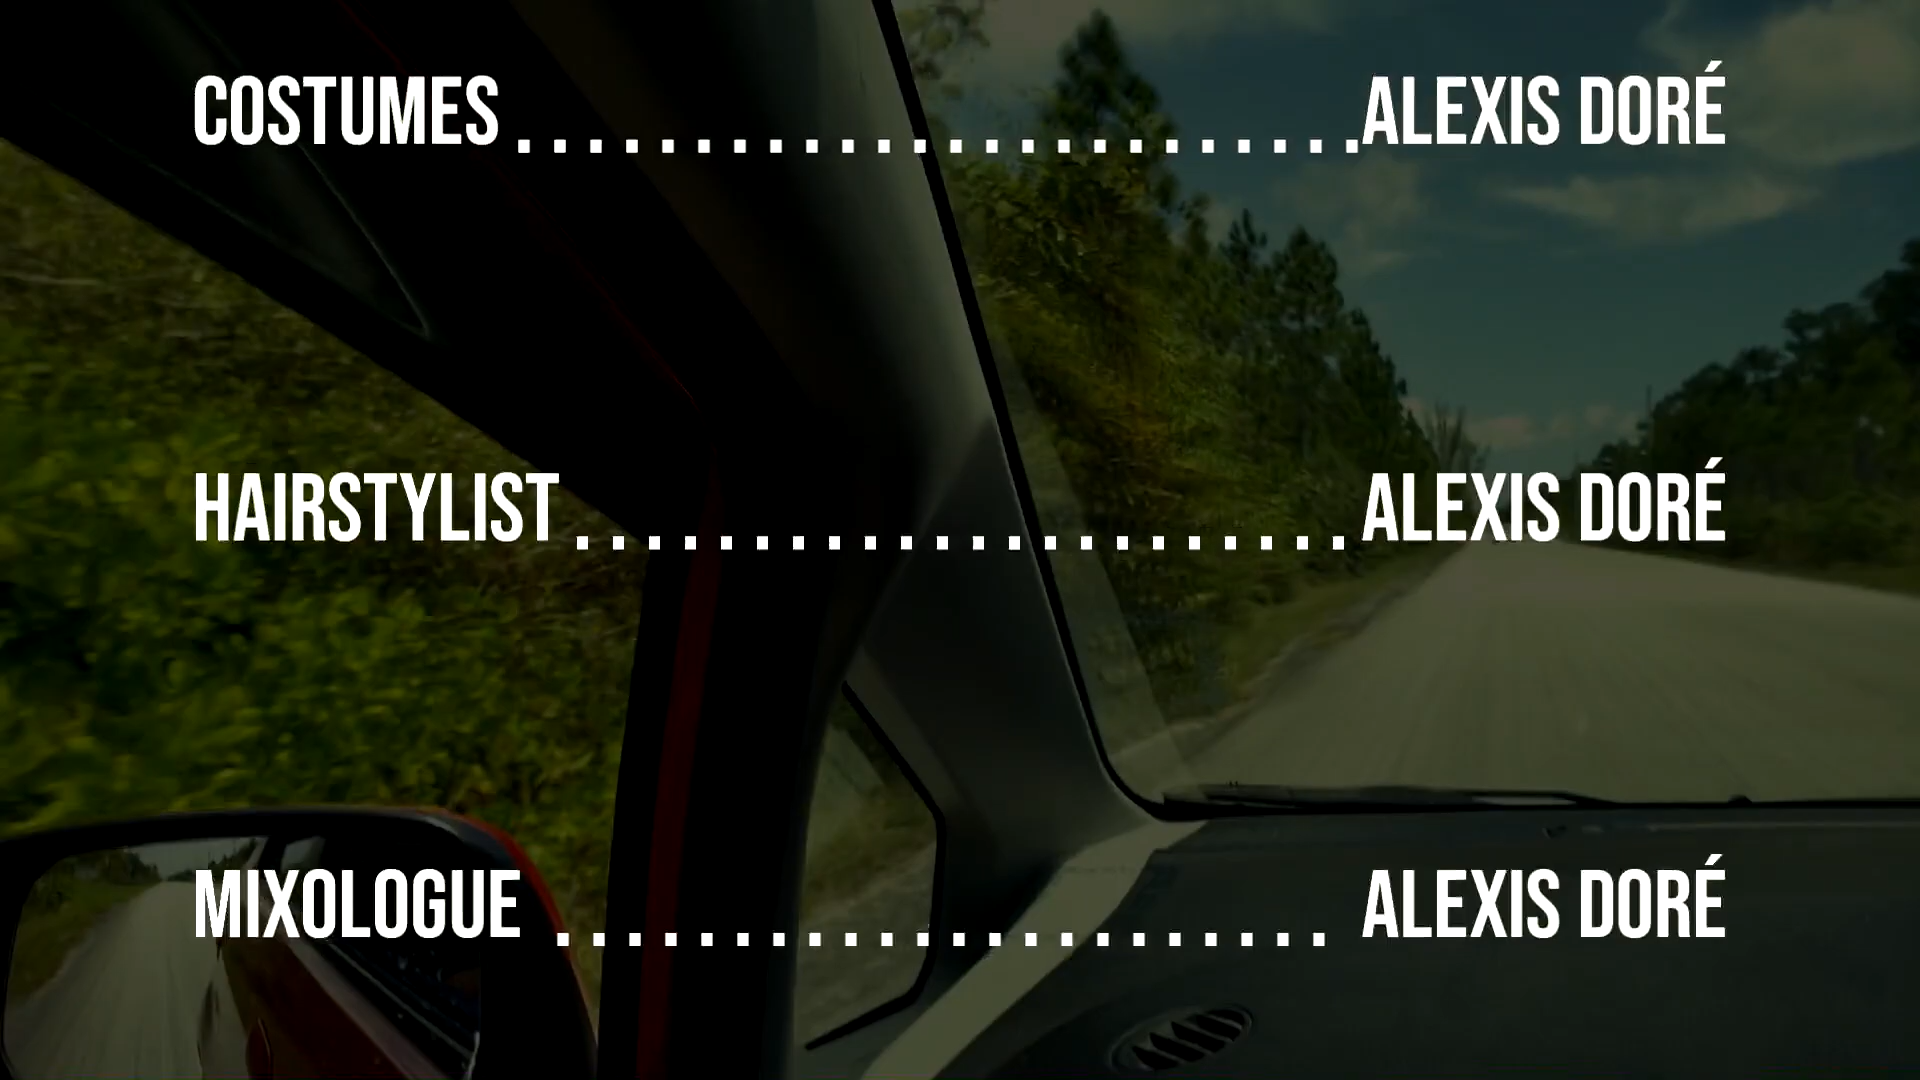 COSTUMES ........................ ALEXIS DORÉ
HAIRSTYLIST ...................... ALEXIS DORÉ
MIXOLOGUE ...................... ALEXIS DORÉ